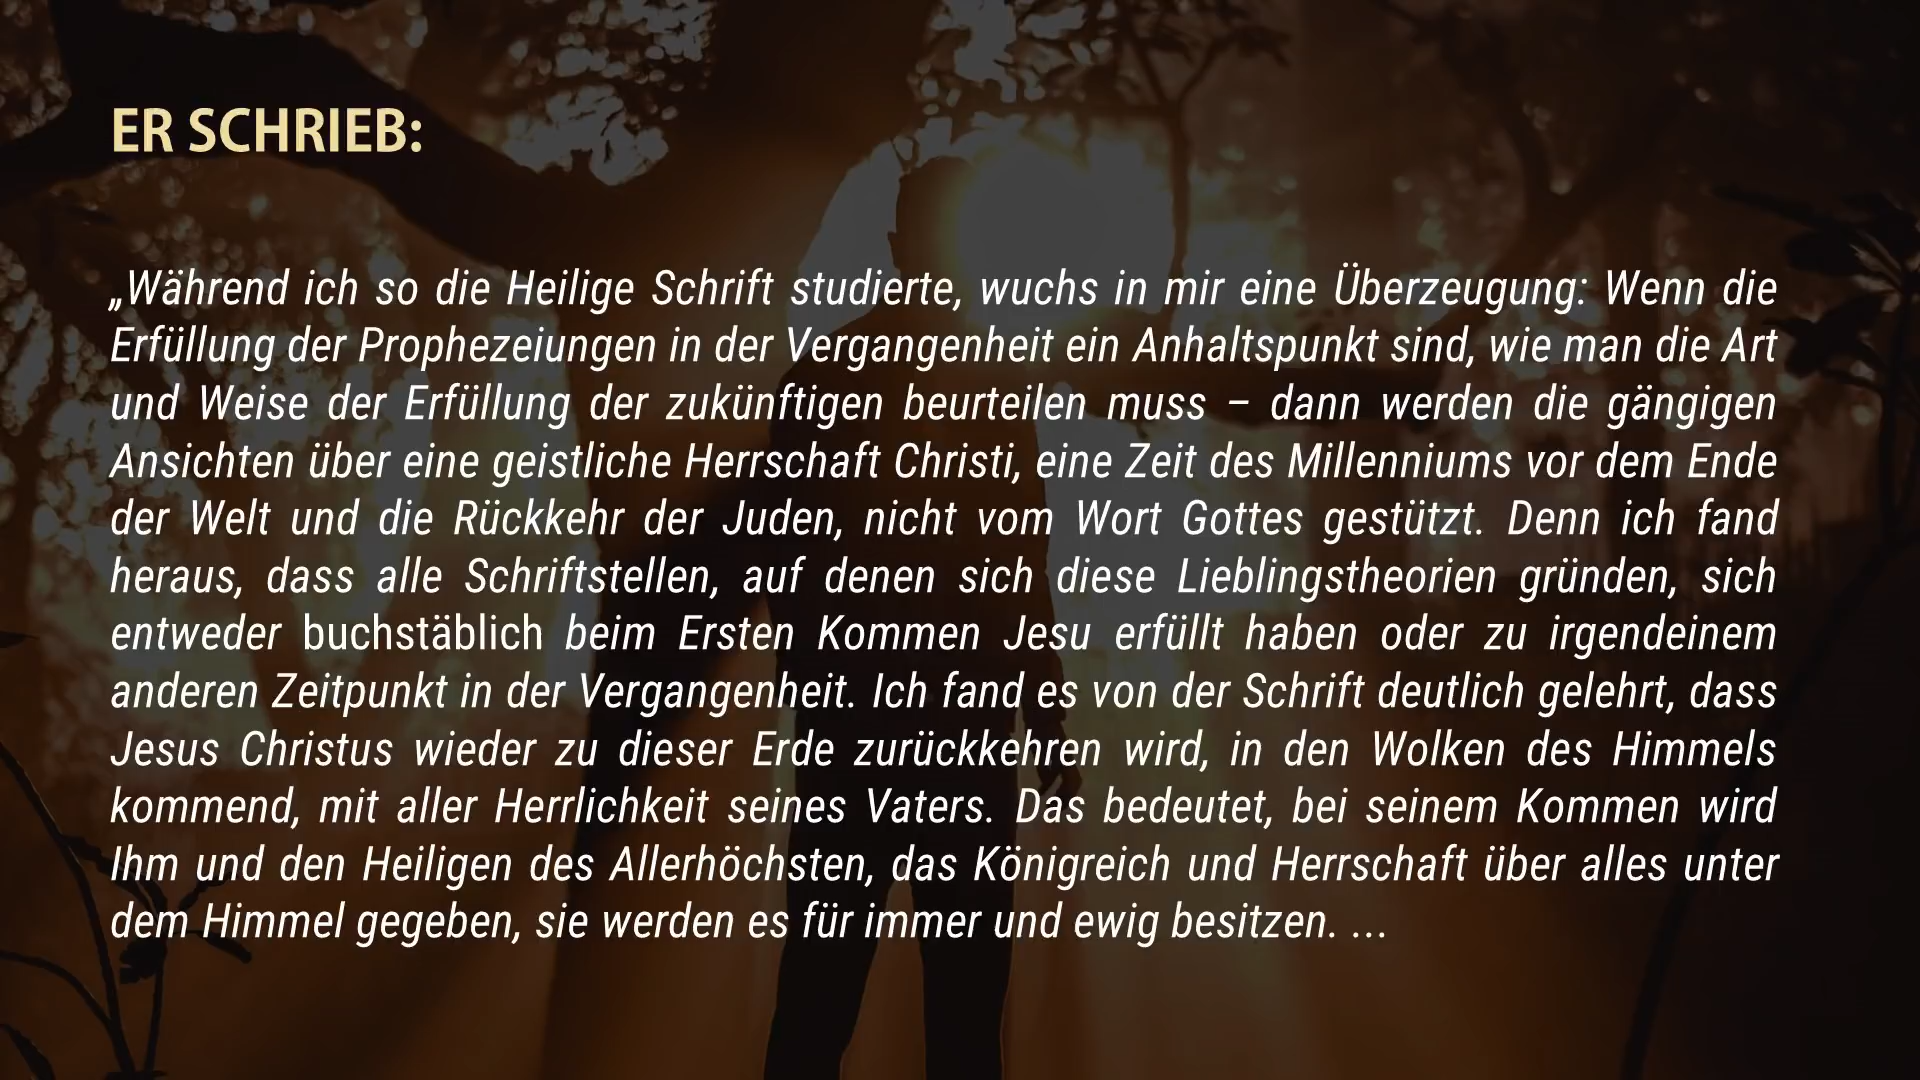 ER SCHRIEB:
„Während ich so die Heilige Schrift studierte, wuchs in mir eine Überzeugung: Wenn die
Erfüllung der Prophezeiungen in der Vergangenheit ein Anhaltspunkt sind, wie man die Art
und Weise der Erfüllung der zukünftigen beurteilen muss – dann werden die gängigen
Ansichten über eine geistliche Herrschaft Christi, eine Zeit des Millenniums vor dem Ende
der Welt und die Rückkehr der Juden, nicht vom Wort Gottes gestützt. Denn ich fand
heraus, dass alle Schriftstellen, auf denen sich diese Lieblingstheorien gründen, sich
entweder buchstäblich beim Ersten Kommen Jesu erfüllt haben oder zu irgendeinem
anderen Zeitpunkt in der Vergangenheit. Ich fand es von der Schrift deutlich gelehrt, dass
Jesus Christus wieder zu dieser Erde zurückkehren wird, in den Wolken des Himmels
kommend, mit aller Herrlichkeit seines Vaters. Das bedeutet, bei seinem Kommen wird
Ihm und den Heiligen des Allerhöchsten, das Königreich und Herrschaft über alles unter
dem Himmel gegeben, sie werden es für immer und ewig besitzen. ...